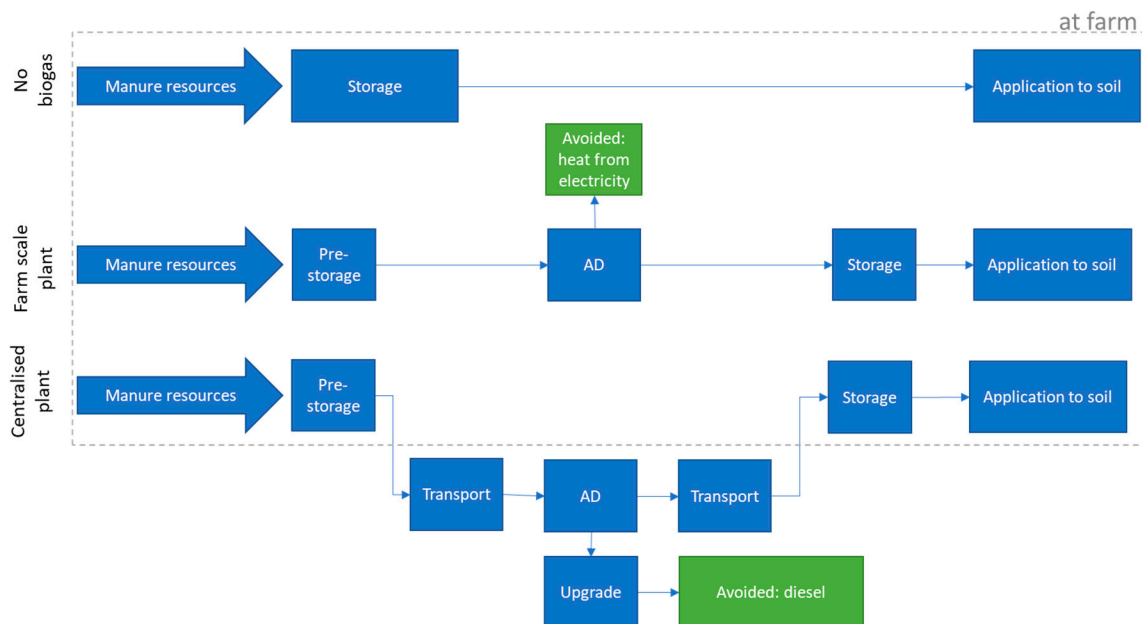 at farm
No
biogas
Manure resources
Storage
Application to soil
Avoided:
heat from
electricity
Farm scale
plant
Manure resources
Pre-
storage
AD
Storage
Application to soil
Centralised
plant
Manure resources
Pre-
storage
Storage
Application to soil
Transport
AD
Transport
Upgrade
Avoided: diesel